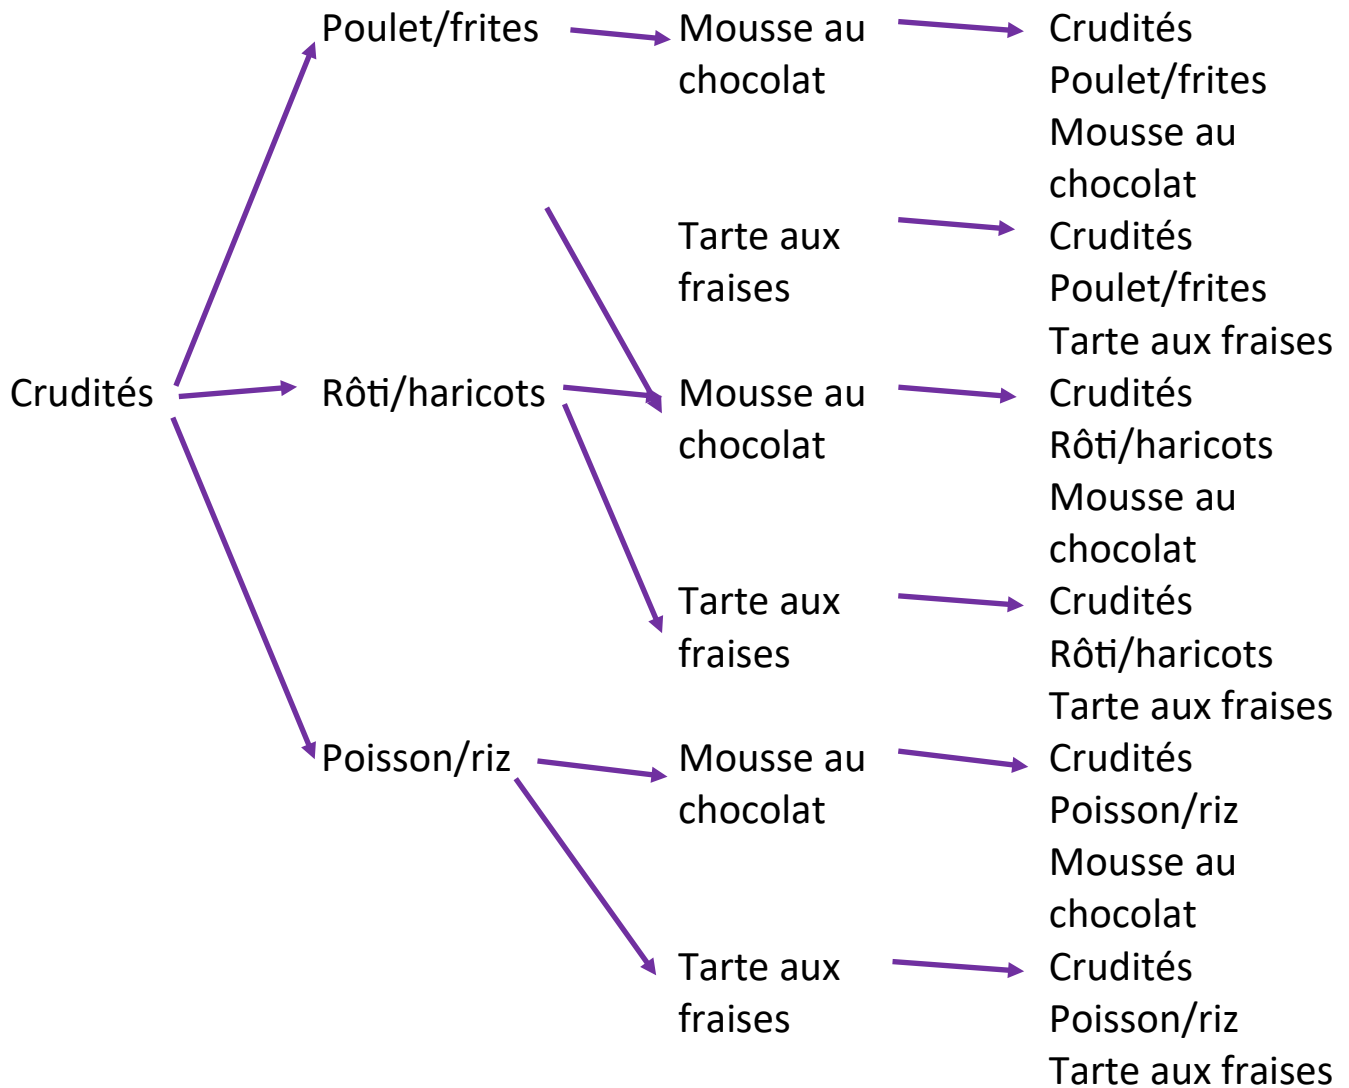 Poulet/frites Mousse au Crudités
chocolat Poulet/frites
Mousse au
chocolat
Tarte aux Crudités
fraises Poulet/frites
Tarte aux fraises
Crudités Rôti/haricots Mousse au Crudités
chocolat Rôti/haricots
Mousse au
chocolat
Tarte aux Crudités
fraises Rôti/haricots
Tarte aux fraises
Poisson/riz Mousse au Crudités
chocolat Poisson/riz
Mousse au
chocolat
Tarte aux Crudités
fraises Poisson/riz
Tarte aux fraises